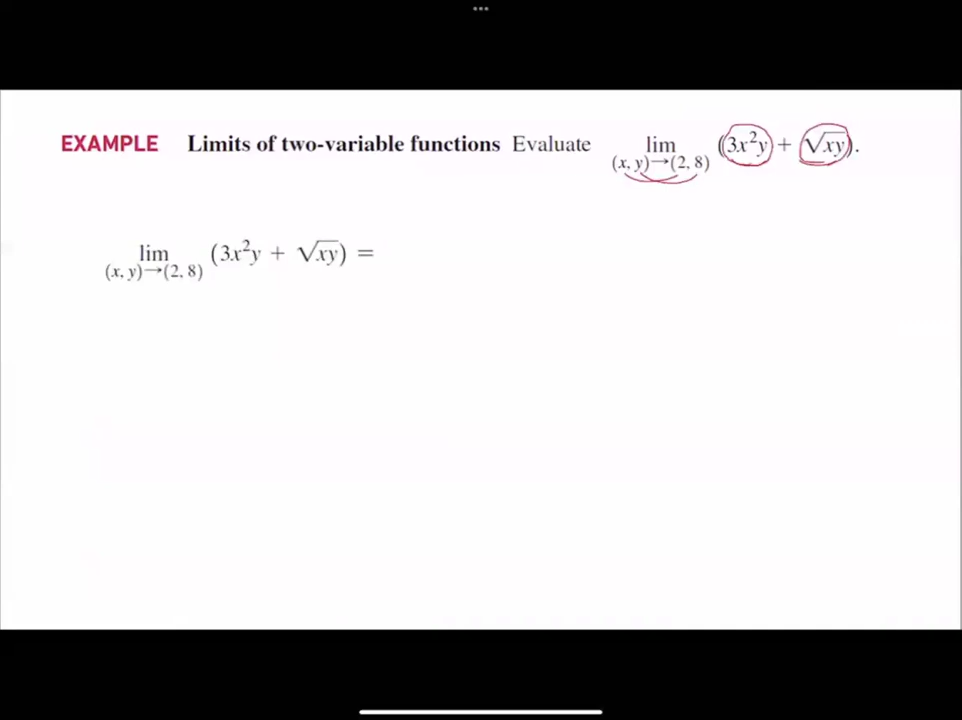 EXAMPLE Limits of two-variable functions Evaluate lim (3x²y + √xy).
(x, y)→(2, 8)
lim (3x²y + √xy) =
(x, y)→(2, 8)